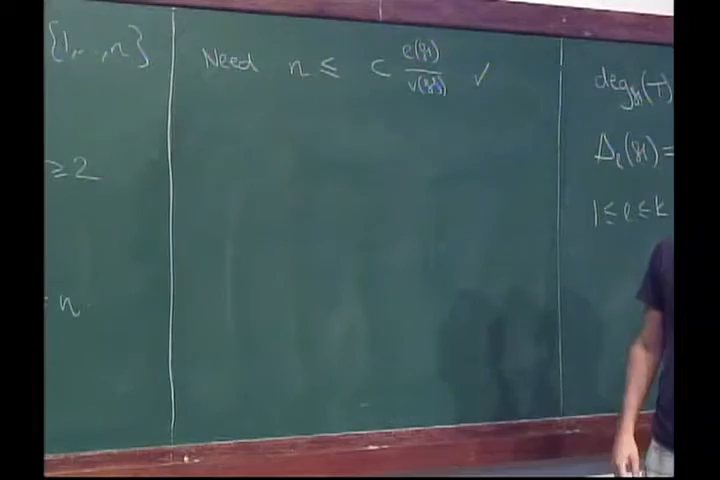 {1,...,n}
≥2
n
Need n ≤ c e(ℋ)/v(ℋ) ✓
deg_ℋ(T)
Δ_ℓ(ℋ) =
1 ≤ ℓ ≤ k